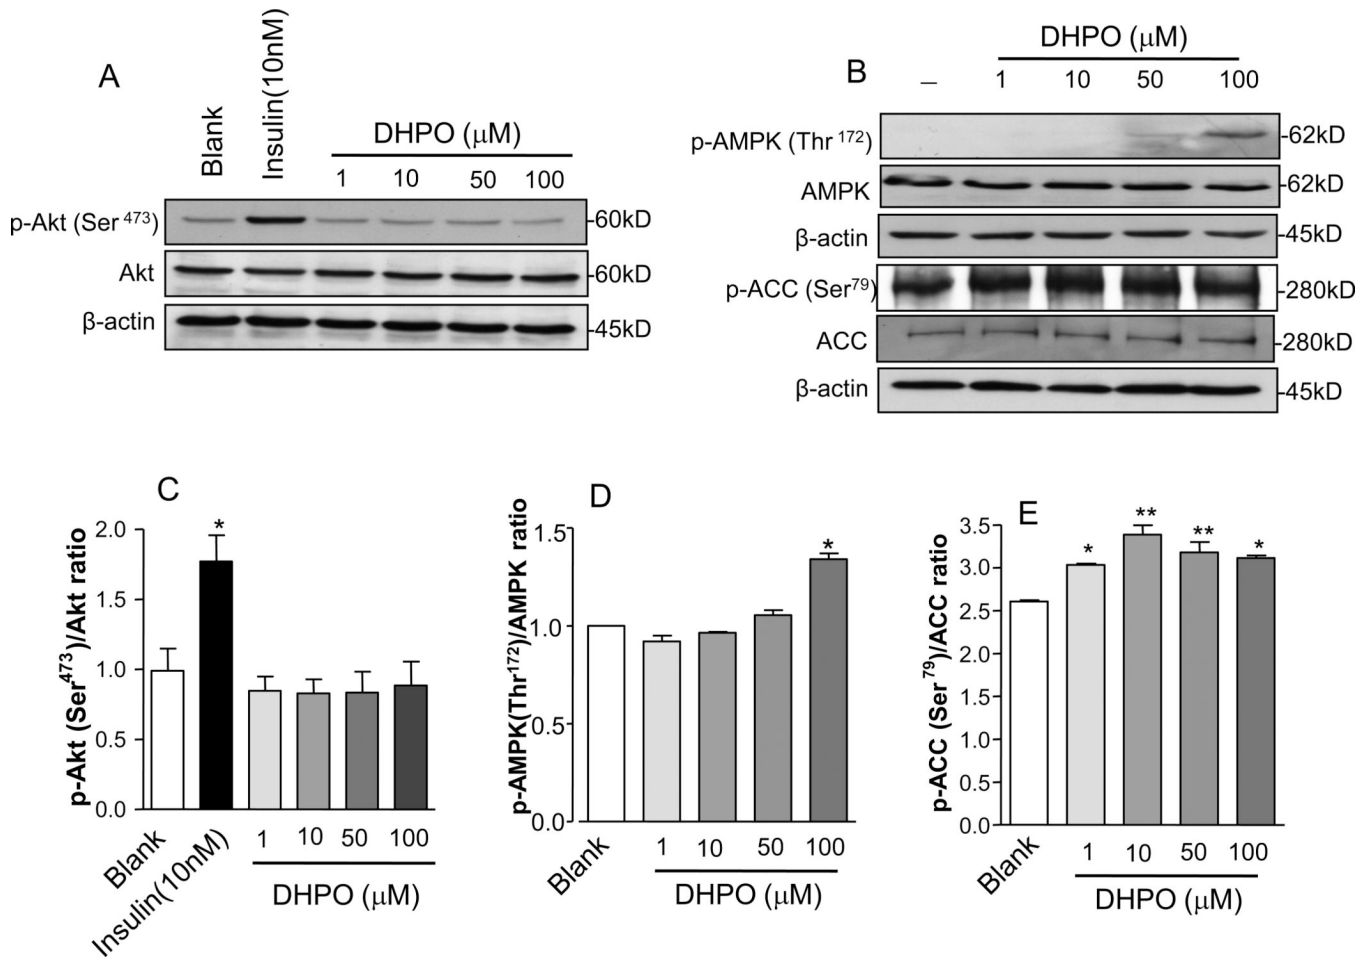 A
Blank
Insulin(10nM)
DHPO (μM)
1 10 50 100
p-Akt (Ser 473) -60kD
Akt -60kD
β-actin -45kD
B
DHPO (μM)
– 1 10 50 100
p-AMPK (Thr 172) -62kD
AMPK -62kD
β-actin -45kD
p-ACC (Ser79) -280kD
ACC -280kD
β-actin -45kD
C
p-Akt (Ser473)/Akt ratio
2.0
1.5
1.0
0.5
0.0
*
Blank
Insulin(10nM)
1 10 50 100
DHPO (μM)
D
p-AMPK(Thr172)/AMPK ratio
1.5
1.0
0.5
0.0
*
Blank
1 10 50 100
DHPO (μM)
E
p-ACC (Ser79)/ACC ratio
3.5
3.0
2.5
2.0
1.5
1.0
0.5
0.0
* ** ** *
Blank
1 10 50 100
DHPO (μM)